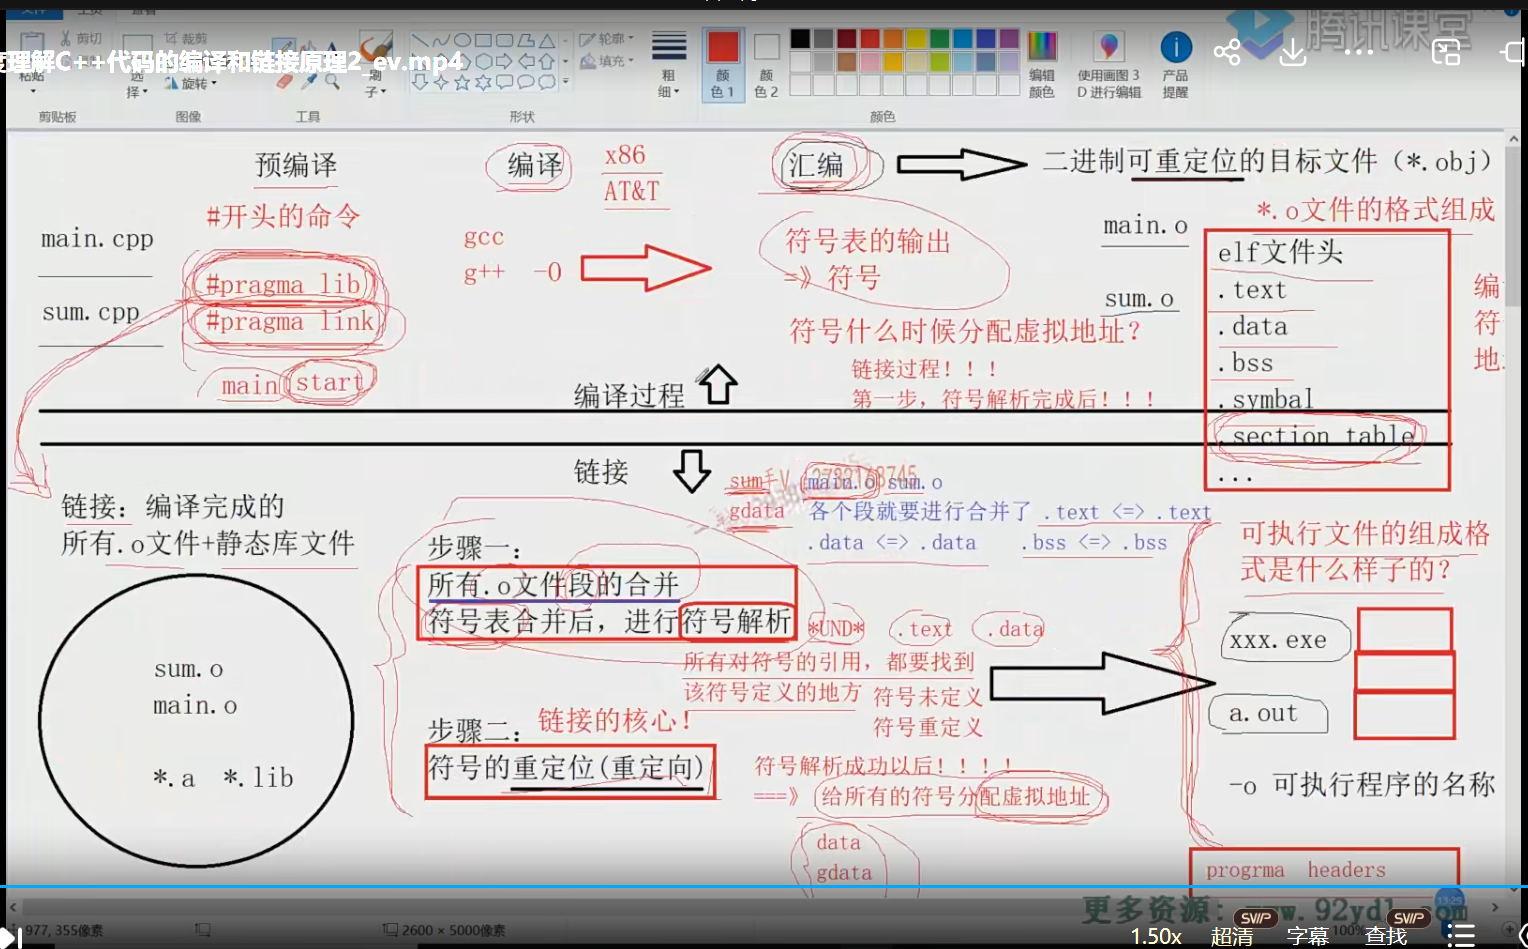 文件
主页
查看
腾讯课堂
度理解C++代码的编译和链接原理2_ev.mp4
剪切
裁剪
轮廓
粘贴
选
择
旋转
刷
子
填充
粗
细
颜
色 1
颜
色 2
编辑
颜色
使用画图 3
D 进行编辑
产品
提醒
剪贴板
图像
工具
形状
颜色
预编译
编译
x86
AT&T
汇编
二进制可重定位的目标文件（*.obj）
#开头的命令
*.o文件的格式组成
main.cpp
gcc
g++ -O
符号表的输出
=》符号
main.o
elf文件头
#pragma lib
#pragma link
sum.cpp
sum.o
.text
.data
.bss
.symbal
.section table
...
编
符
地
符号什么时候分配虚拟地址？
链接过程！！！
第一步，符号解析完成后！！！
main start
编译过程
链接
sum
gdata
main.o sum.o
各个段就要进行合并了 .text <=> .text
.data <=> .data .bss <=> .bss
链接：编译完成的
所有.o文件+静态库文件
步骤一：
所有.o文件段的合并
符号表合并后，进行符号解析
*UND* .text .data
所有对符号的引用，都要找到
该符号定义的地方
符号未定义
符号重定义
可执行文件的组成格
式是什么样子的？
xxx.exe
a.out
-o 可执行程序的名称
sum.o
main.o
*.a *.lib
步骤二：
链接的核心！
符号的重定位(重定向)
符号解析成功以后！！！！
===》 给所有的符号分配虚拟地址
data
gdata
progrma headers
更多资源：www.92ydl.com
13:25
977, 355像素
2600 × 5000像素
100%
SVIP
SVIP
1.50x
超清
字幕
查找